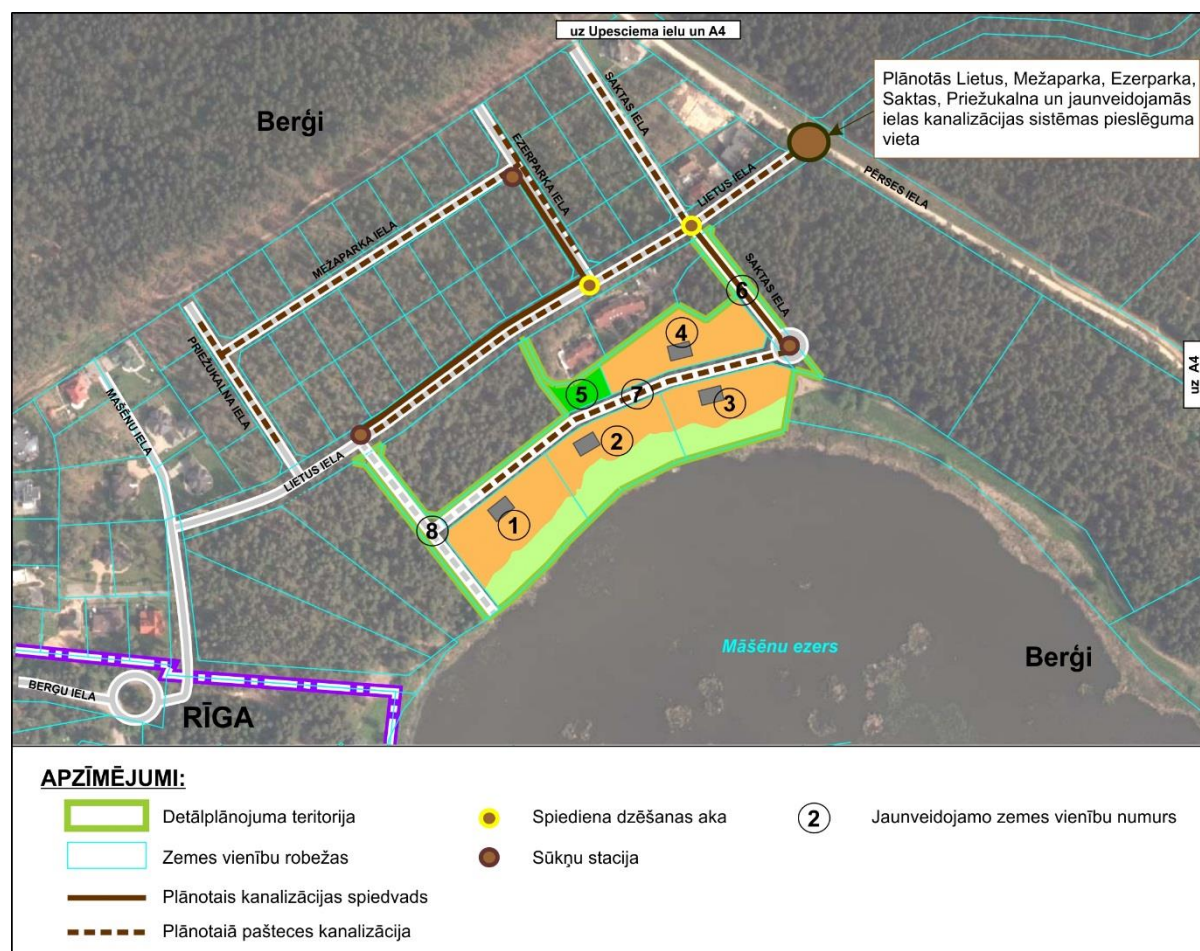 uz Upesciema ielu un A4
Plānotās Lietus, Mežaparka, Ezerparka,
Saktas, Priežukalna un jaunveidojamās
ielas kanalizācijas sistēmas pieslēguma
vieta
Berģi
SAKTAS IELA
EZERPARKA IELA
LIETUS IELA
PĒRSES IELA
MEŽAPARKA IELA
SAKTAS IELA
6
4
uz A4
PRIEŽUKALNA IELA
5
7
3
MAŠĒNU IELA
2
LIETUS IELA
1
8
Māšēnu ezers
Berģi
BERGU IELA
RĪGA
APZĪMĒJUMI:
Detālplānojuma teritorija
Spiediena dzēšanas aka
2
Jaunveidojamo zemes vienību numurs
Zemes vienību robežas
Sūkņu stacija
Plānotais kanalizācijas spiedvads
Plānotaiā pašteces kanalizācija